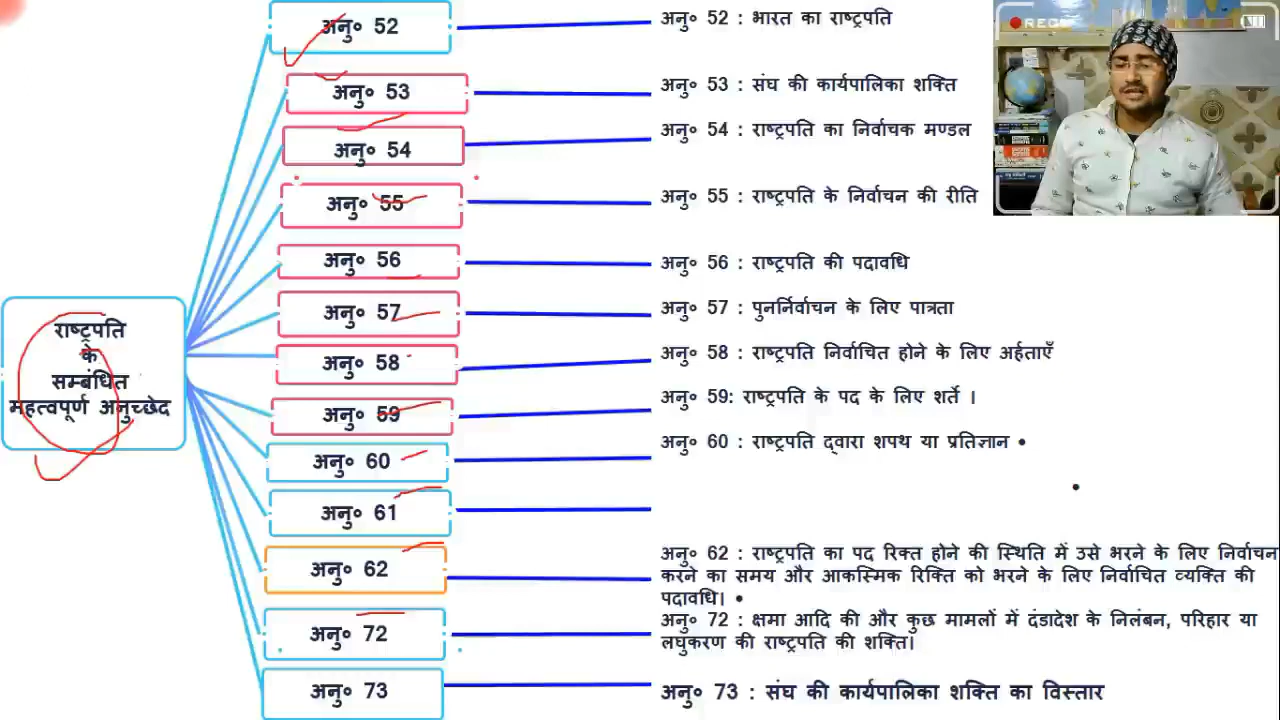 राष्ट्रपति
के
सम्बंधित
महत्वपूर्ण अनुच्छेद
अनु० 52
अनु० 53
अनु० 54
अनु० 55
अनु० 56
अनु० 57
अनु० 58
अनु० 59
अनु० 60
अनु० 61
अनु० 62
अनु० 72
अनु० 73
अनु० 52 : भारत का राष्ट्रपति
अनु० 53 : संघ की कार्यपालिका शक्ति
अनु० 54 : राष्ट्रपति का निर्वाचक मण्डल
अनु० 55 : राष्ट्रपति के निर्वाचन की रीति
अनु० 56 : राष्ट्रपति की पदावधि
अनु० 57 : पुनर्निर्वाचन के लिए पात्रता
अनु० 58 : राष्ट्रपति निर्वाचित होने के लिए अर्हताएँ
अनु० 59: राष्ट्रपति के पद के लिए शर्ते ।
अनु० 60 : राष्ट्रपति द्वारा शपथ या प्रतिज्ञान •
अनु० 62 : राष्ट्रपति का पद रिक्त होने की स्थिति में उसे भरने के लिए निर्वाचन
करने का समय और आकस्मिक रिक्ति को भरने के लिए निर्वाचित व्यक्ति की
पदावधि। •
अनु० 72 : क्षमा आदि की और कुछ मामलों में दंडादेश के निलंबन, परिहार या
लघुकरण की राष्ट्रपति की शक्ति।
अनु० 73 : संघ की कार्यपालिका शक्ति का विस्तार